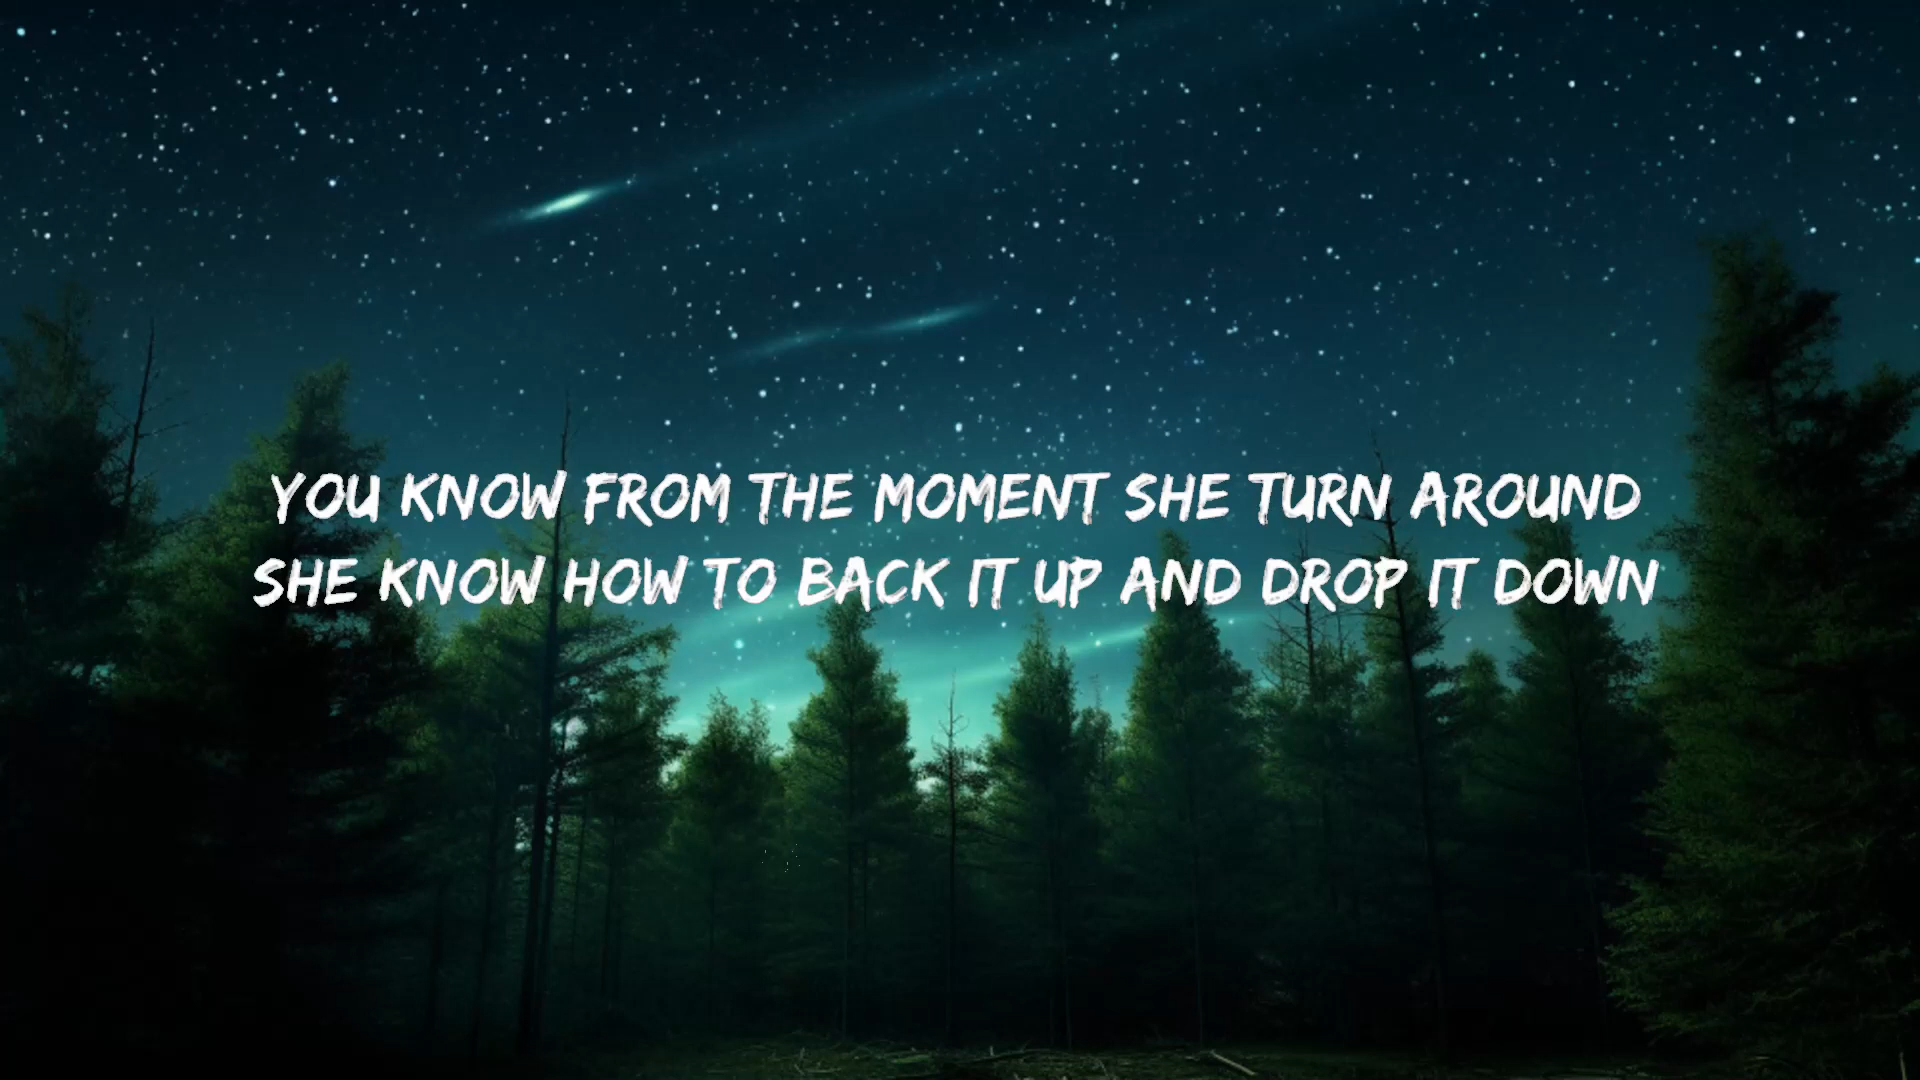 YOU KNOW FROM THE MOMENT SHE TURN AROUND
SHE KNOW HOW TO BACK IT UP AND DROP IT DOWN